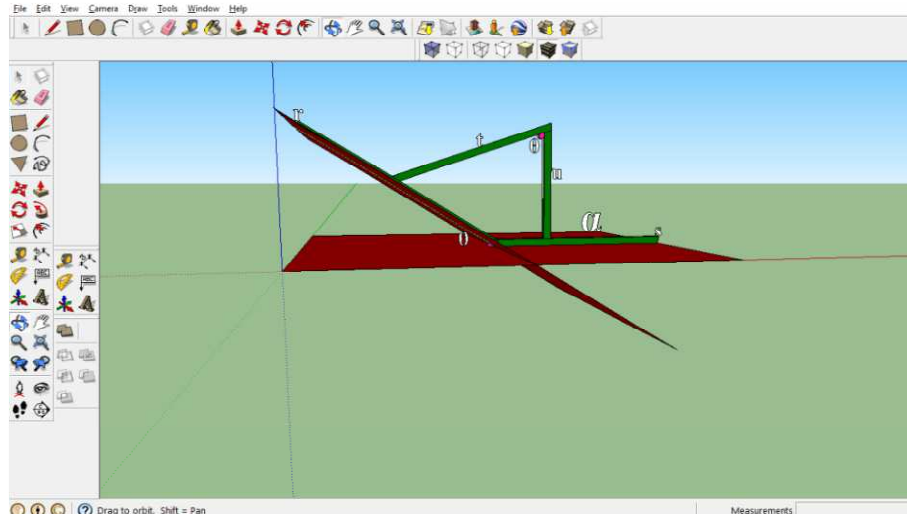 File Edit View Camera Draw Tools Window Help
r
t
θ
u
α
s
θ
Drag to orbit. Shift = Pan
Measurements